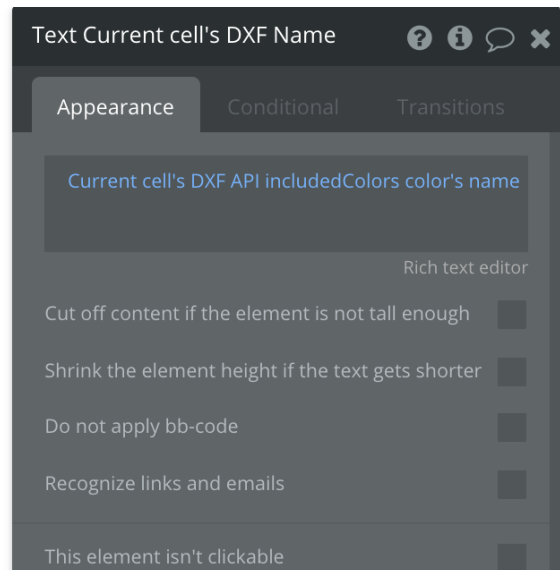 Text Current cell's DXF Name
Appearance Conditional Transitions
Current cell's DXF API includedColors color's name
Rich text editor
Cut off content if the element is not tall enough
Shrink the element height if the text gets shorter
Do not apply bb-code
Recognize links and emails
This element isn't clickable